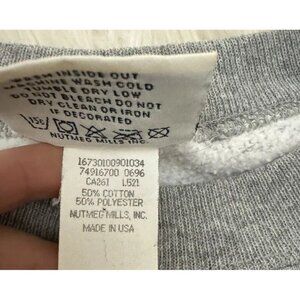 WASH INSIDE OUT
MACHINE WASH COLD
TUMBLE DRY LOW
DO NOT BLEACH DO NOT
DRY CLEAN OR IRON
IF DECORATED
NUTMEG MILLS, INC.
16730100901034
74916700 0696
CA261 L521
50% COTTON
50% POLYESTER
NUTMEG MILLS, INC.
MADE IN USA